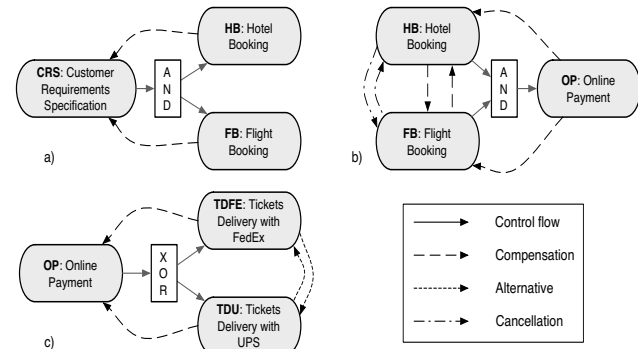 HB: Hotel
Booking
CRS: Customer
Requirements
Specification
A
N
D
FB: Flight
Booking
a)
HB: Hotel
Booking
A
N
D
OP: Online
Payment
FB: Flight
Booking
b)
TDFE: Tickets
Delivery with
FedEx
OP: Online
Payment
X
O
R
TDU: Tickets
Delivery with
UPS
c)
Control flow
Compensation
Alternative
Cancellation